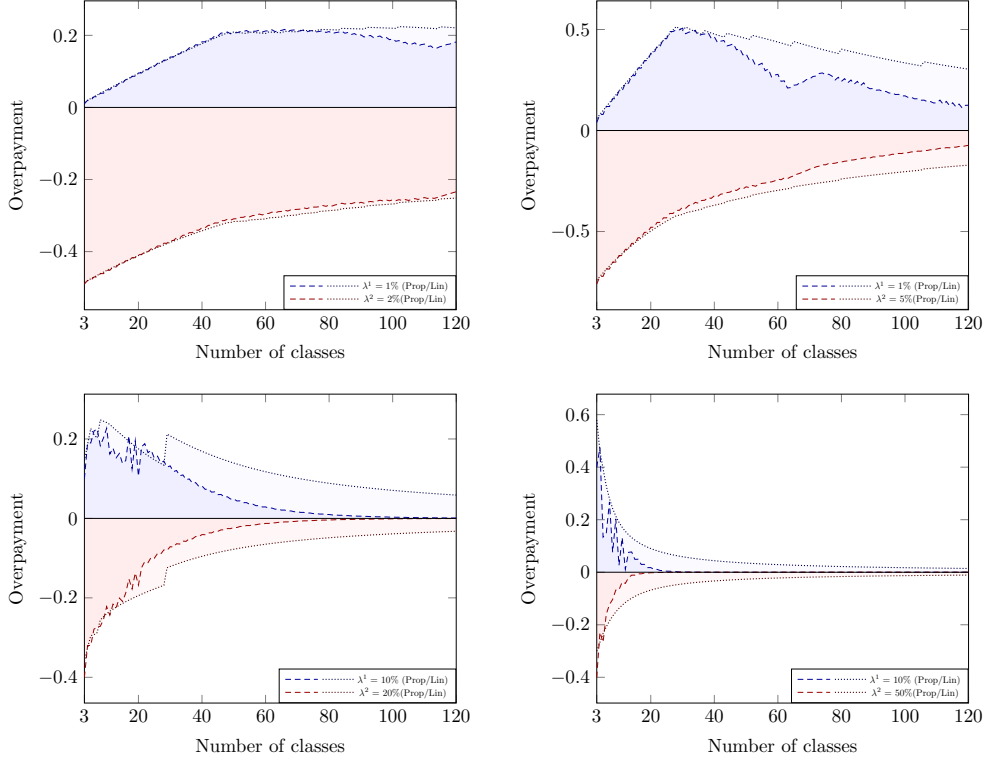 0.2
0
−0.2
−0.4
Overpayment
λ¹ = 1% (Prop/Lin)
λ² = 2%(Prop/Lin)
3 20 40 60 80 100 120
Number of classes
0.5
0
−0.5
Overpayment
λ¹ = 1% (Prop/Lin)
λ² = 5%(Prop/Lin)
3 20 40 60 80 100 120
Number of classes
0.2
0
−0.2
−0.4
Overpayment
λ¹ = 10% (Prop/Lin)
λ² = 20%(Prop/Lin)
3 20 40 60 80 100 120
Number of classes
0.6
0.4
0.2
0
−0.2
−0.4
Overpayment
λ¹ = 10% (Prop/Lin)
λ² = 50%(Prop/Lin)
3 20 40 60 80 100 120
Number of classes